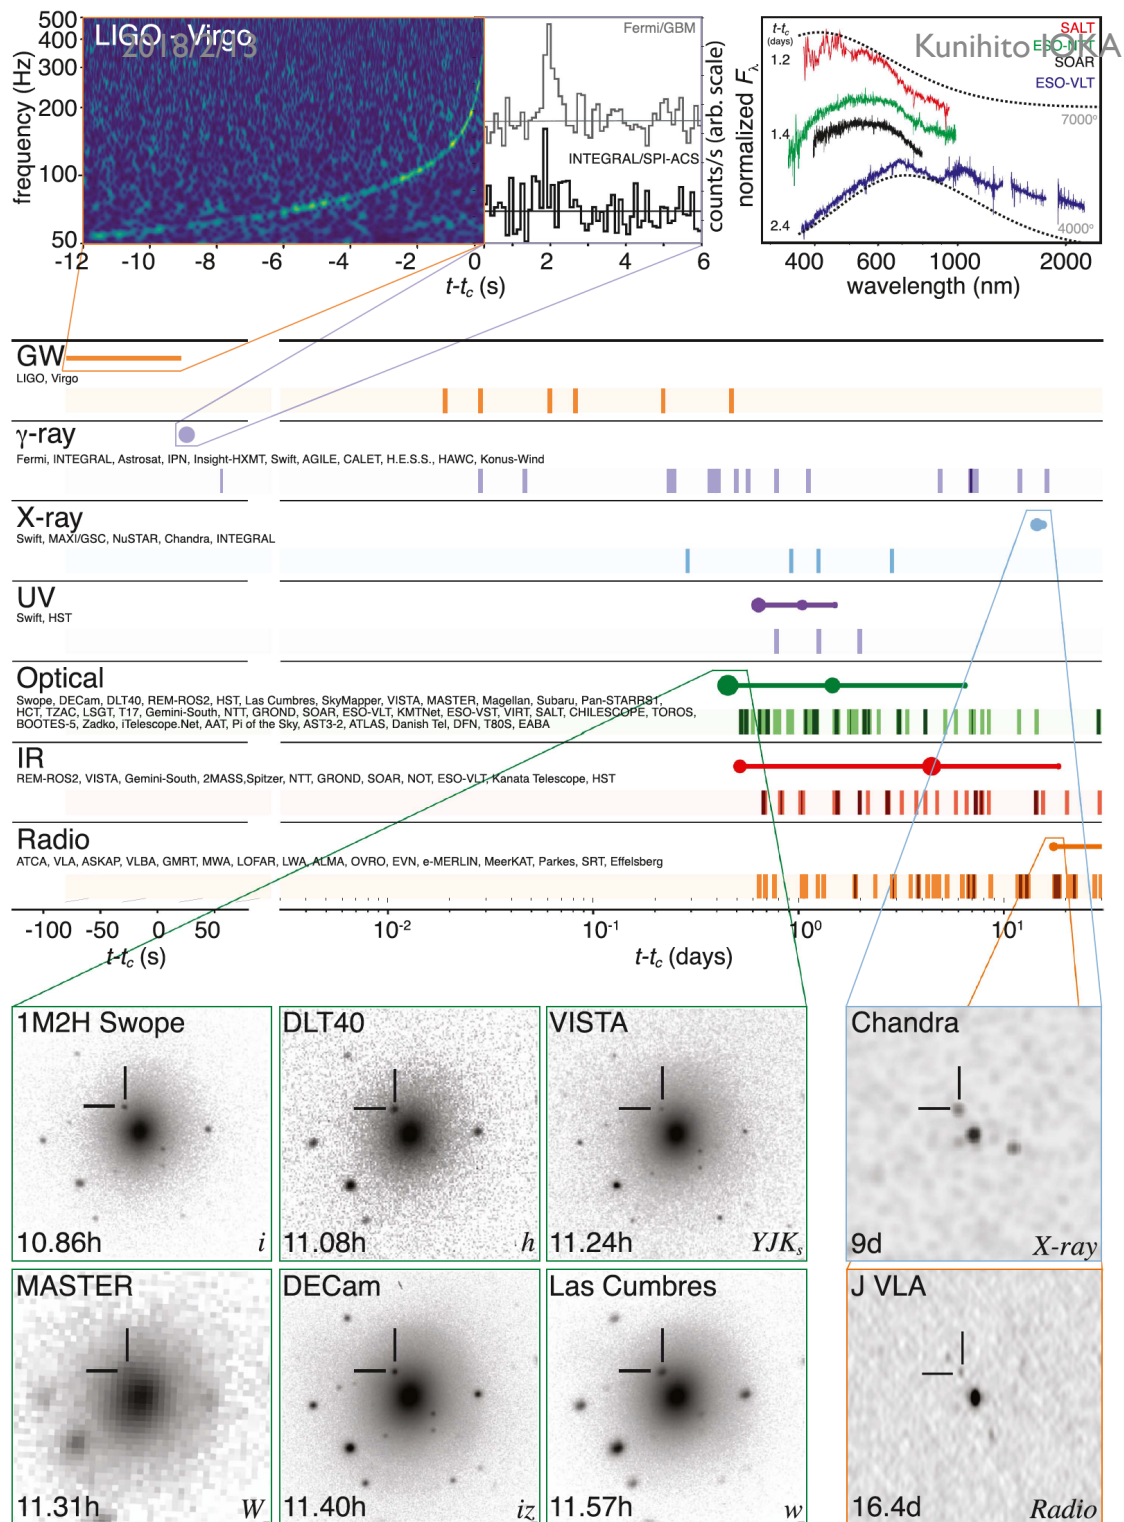 LIGO - Virgo
2018/2/13
Fermi/GBM
INTEGRAL/SPI-ACS
frequency (Hz)
500
400
300
200
100
50
-12 -10 -8 -6 -4 -2 0 2 4 6
t-tc (s)
counts/s (arb. scale)
Kunihito IOKA
t-tc
(days)
SALT
ESO-NTT
SOAR
ESO-VLT
1.2
1.4
2.4
7000°
4000°
normalized Fλ
400 600 1000 2000
wavelength (nm)
GW
LIGO, Virgo
γ-ray
Fermi, INTEGRAL, Astrosat, IPN, Insight-HXMT, Swift, AGILE, CALET, H.E.S.S., HAWC, Konus-Wind
X-ray
Swift, MAXI/GSC, NuSTAR, Chandra, INTEGRAL
UV
Swift, HST
Optical
Swope, DECam, DLT40, REM-ROS2, HST, Las Cumbres, SkyMapper, VISTA, MASTER, Magellan, Subaru, Pan-STARRS1,
HCT, TZAC, LSGT, T17, Gemini-South, NTT, GROND, SOAR, ESO-VLT, KMTNet, ESO-VST, VIRT, SALT, CHILESCOPE, TOROS,
BOOTES-5, Zadko, iTelescope.Net, AAT, Pi of the Sky, AST3-2, ATLAS, Danish Tel, DFN, T80S, EABA
IR
REM-ROS2, VISTA, Gemini-South, 2MASS,Spitzer, NTT, GROND, SOAR, NOT, ESO-VLT, Kanata Telescope, HST
Radio
ATCA, VLA, ASKAP, VLBA, GMRT, MWA, LOFAR, LWA, ALMA, OVRO, EVN, e-MERLIN, MeerKAT, Parkes, SRT, Effelsberg
-100 -50 0 50 10-2 10-1 100 101
t-tc (s) t-tc (days)
1M2H Swope
10.86h i
DLT40
11.08h h
VISTA
11.24h YJKs
Chandra
9d X-ray
MASTER
11.31h W
DECam
11.40h iz
Las Cumbres
11.57h w
J VLA
16.4d Radio